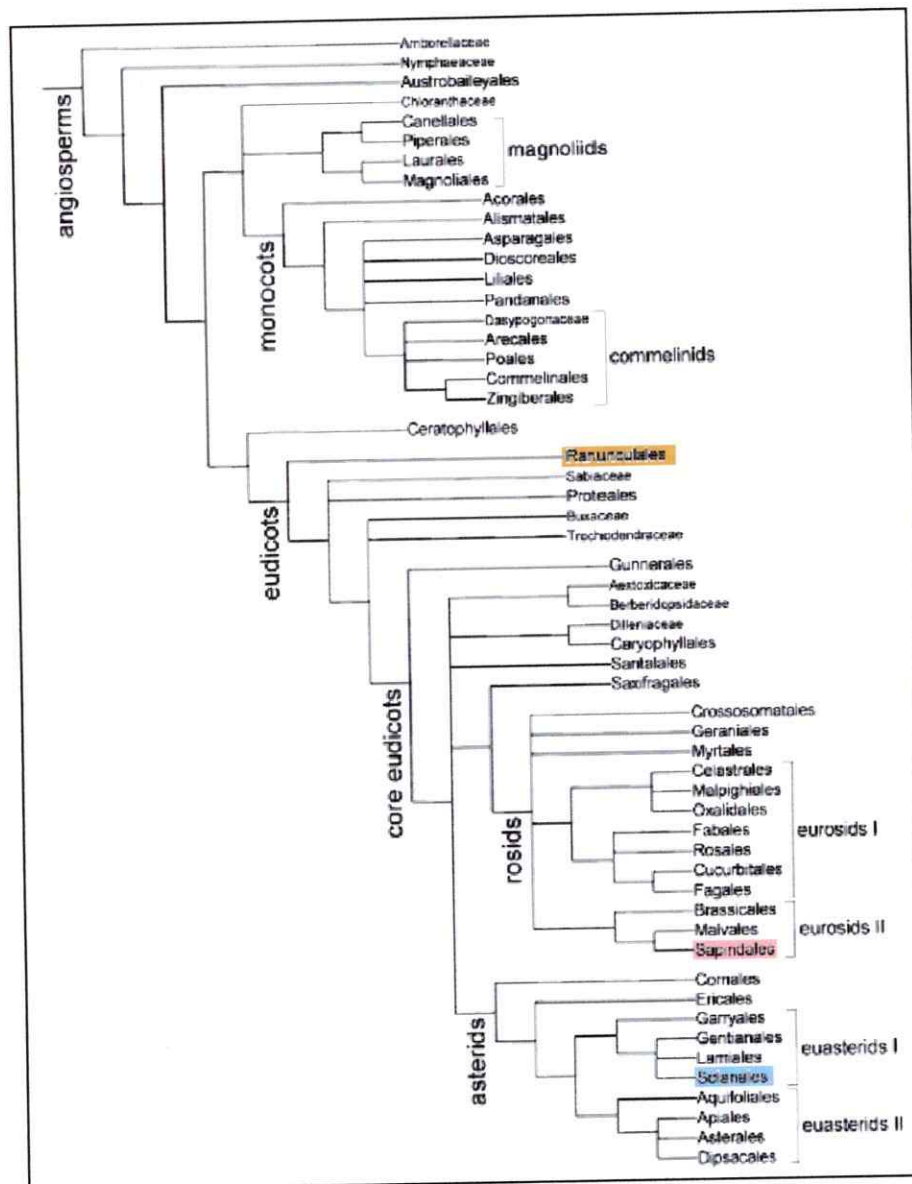 Amborellaceae
Nymphaeaceae
Austrobaileyales
Chloranthaceae
Canellales
Piperales
Laurales
Magnoliales
magnoliids
angiosperms
Acorales
Alismatales
Asparagales
Dioscoreales
Liliales
Pandanales
Dasypogonaceae
Arecales
Poales
Commelinales
Zingiberales
monocots
commelinids
Ceratophyllales
Ranunculales
Sabiaceae
Proteales
Buxaceae
Trochodendraceae
eudicots
Gunnerales
Aextoxicaceae
Berberidopsidaceae
Dilleniaceae
Caryophyllales
Santalales
Saxifragales
core eudicots
Crossosomatales
Geraniales
Myrtales
Celastrales
Malpighiales
Oxalidales
Fabales
Rosales
Cucurbitales
Fagales
eurosids I
rosids
Brassicales
Malvales
Sapindales
eurosids II
Cornales
Ericales
Garryales
Gentianales
Lamiales
Solanales
euasterids I
asterids
Aquifoliales
Apiales
Asterales
Dipsacales
euasterids II